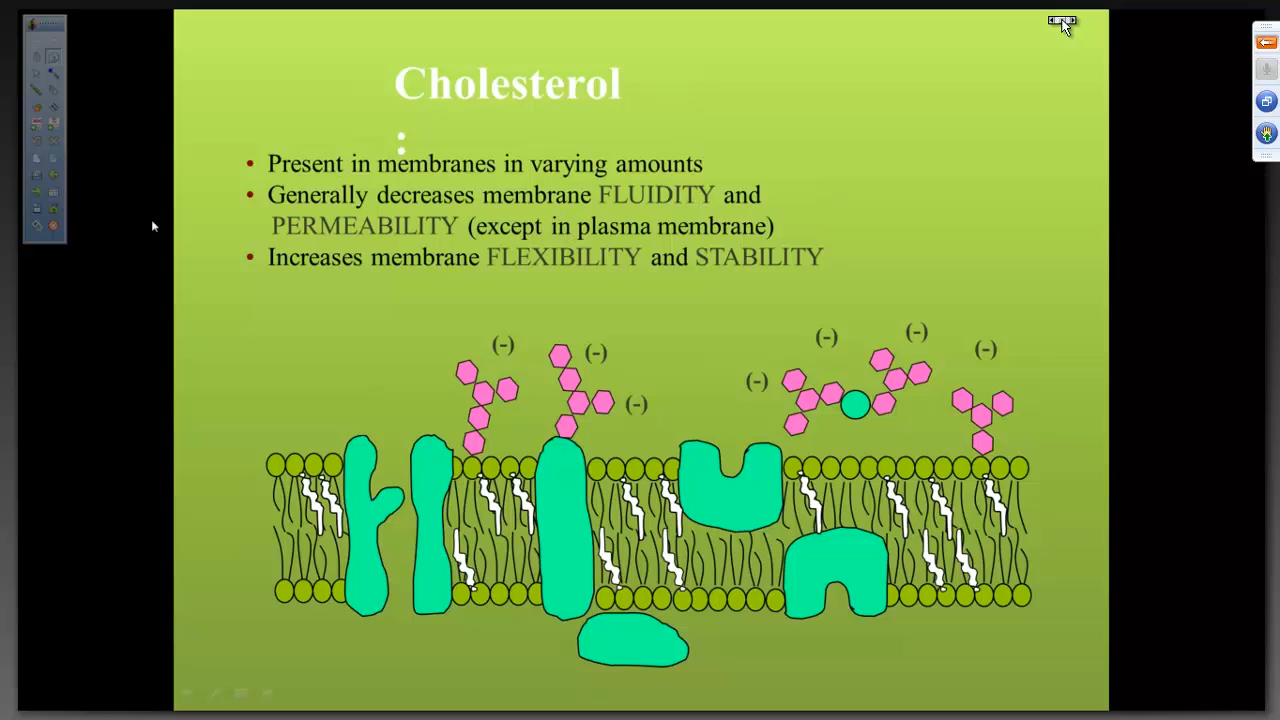 Cholesterol
:
• Present in membranes in varying amounts
• Generally decreases membrane FLUIDITY and
PERMEABILITY (except in plasma membrane)
• Increases membrane FLEXIBILITY and STABILITY
(-) (-) (-) (-) (-) (-) (-)